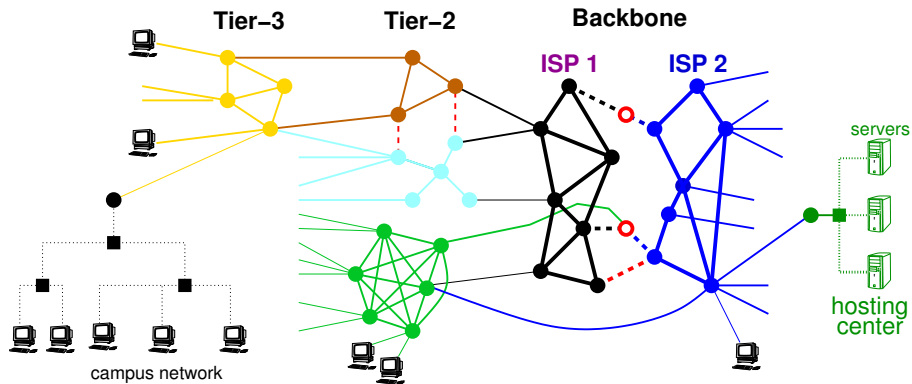 Tier−3
Tier−2
Backbone
ISP 1
ISP 2
servers
hosting
center
campus network